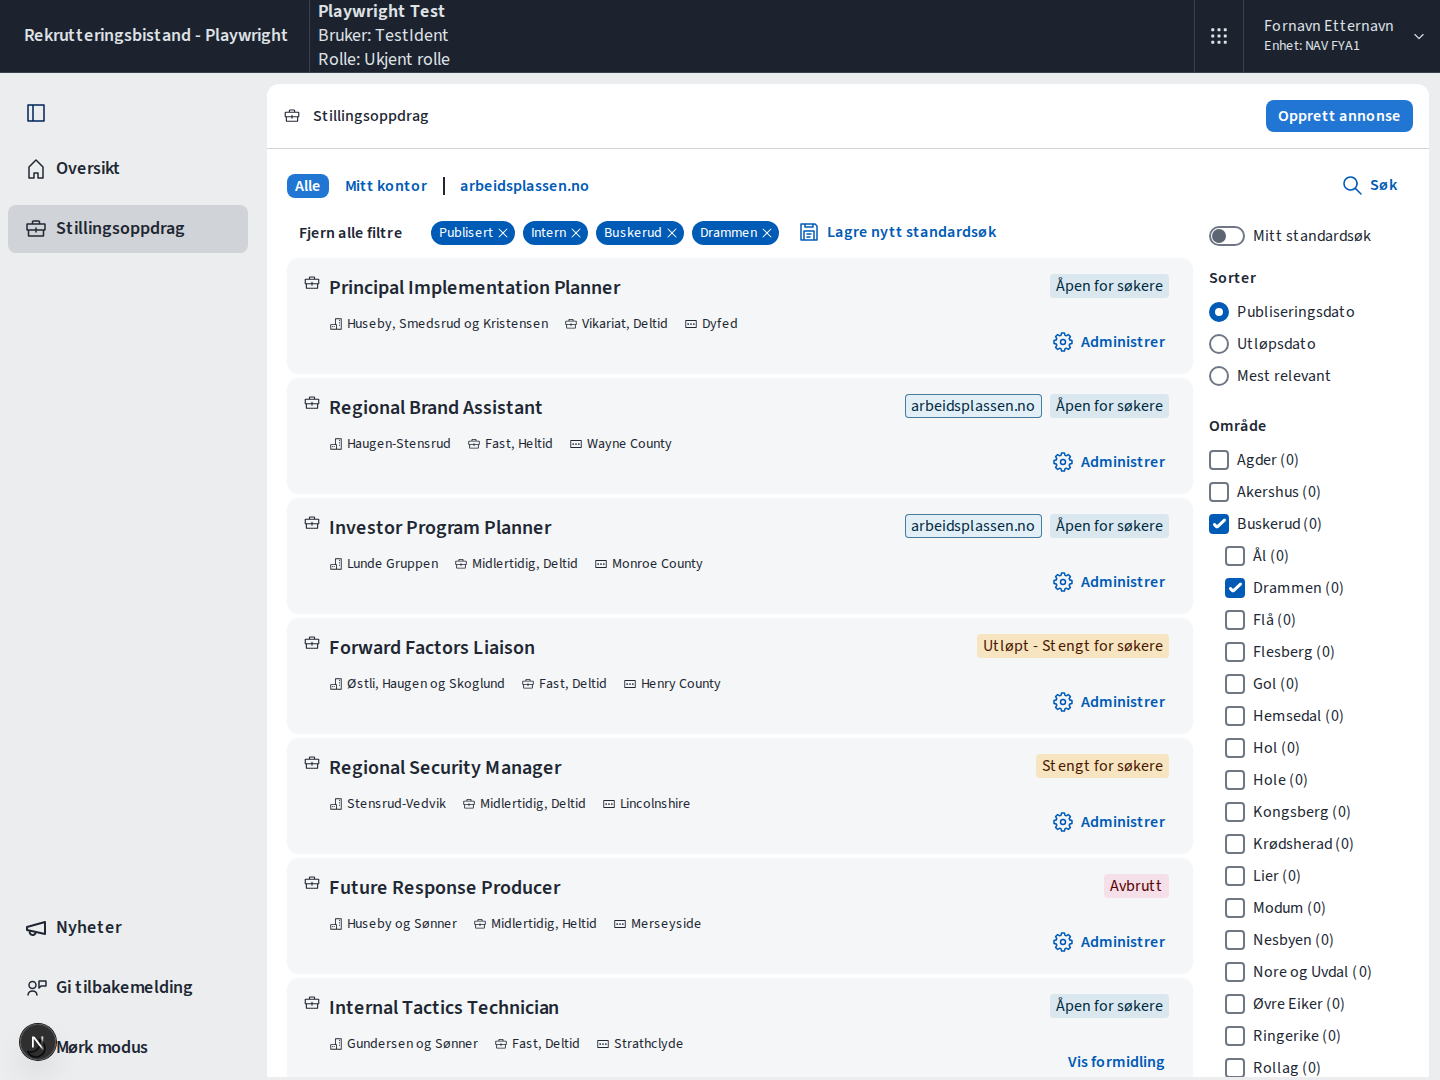 Rekrutteringsbistand - Playwright
Playwright Test
Bruker: TestIdent
Rolle: Ukjent rolle
Fornavn Etternavn
Enhet: NAV FYA1
Oversikt
Stillingsoppdrag
Nyheter
Gi tilbakemelding
Mørk modus
N
Stillingsoppdrag
Opprett annonse
Alle
Mitt kontor
arbeidsplassen.no
Søk
Fjern alle filtre
Publisert
Intern
Buskerud
Drammen
Lagre nytt standardsøk
Principal Implementation Planner
Åpen for søkere
Huseby, Smedsrud og Kristensen Vikariat, Deltid Dyfed
Administrer
Regional Brand Assistant
arbeidsplassen.no Åpen for søkere
Haugen-Stensrud Fast, Heltid Wayne County
Administrer
Investor Program Planner
arbeidsplassen.no Åpen for søkere
Lunde Gruppen Midlertidig, Deltid Monroe County
Administrer
Forward Factors Liaison
Utløpt - Stengt for søkere
Østli, Haugen og Skoglund Fast, Deltid Henry County
Administrer
Regional Security Manager
Stengt for søkere
Stensrud-Vedvik Midlertidig, Deltid Lincolnshire
Administrer
Future Response Producer
Avbrutt
Huseby og Sønner Midlertidig, Heltid Merseyside
Administrer
Internal Tactics Technician
Åpen for søkere
Gundersen og Sønner Fast, Deltid Strathclyde
Vis formidling
Mitt standardsøk
Sorter
Publiseringsdato
Utløpsdato
Mest relevant
Område
Agder (0)
Akershus (0)
Buskerud (0)
Ål (0)
Drammen (0)
Flå (0)
Flesberg (0)
Gol (0)
Hemsedal (0)
Hol (0)
Hole (0)
Kongsberg (0)
Krødsherad (0)
Lier (0)
Modum (0)
Nesbyen (0)
Nore og Uvdal (0)
Øvre Eiker (0)
Ringerike (0)
Rollag (0)